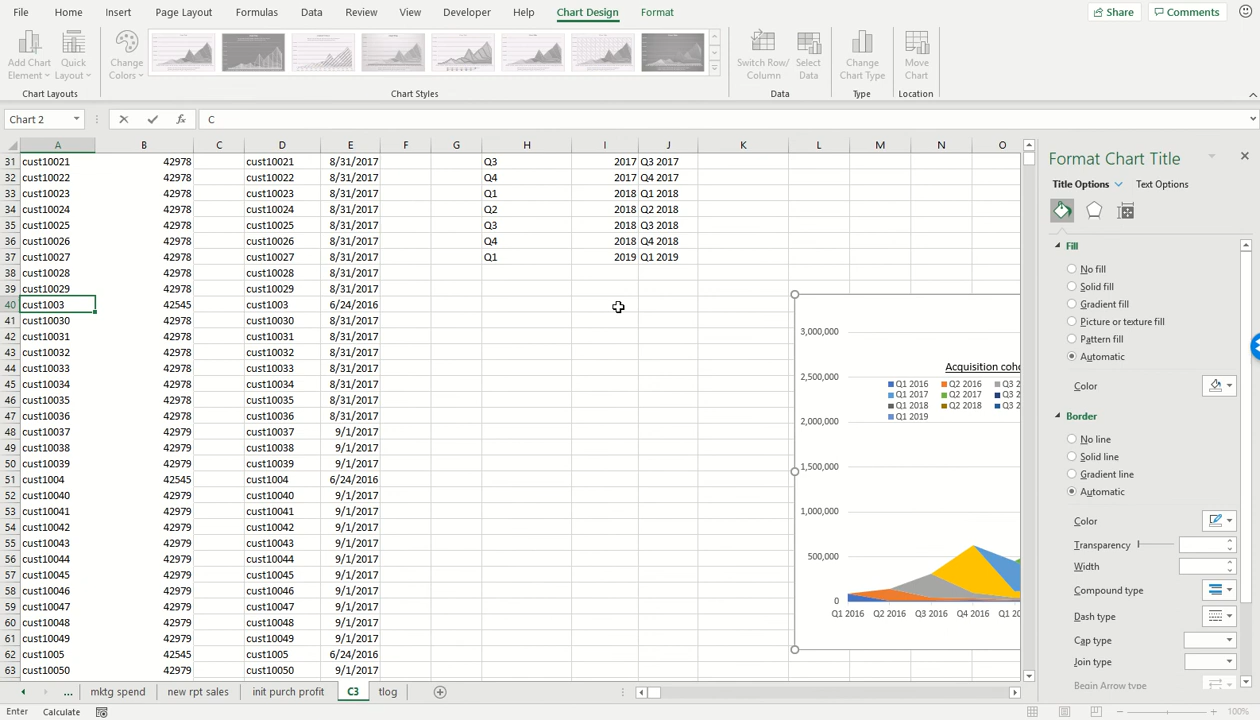 File Home Insert Page Layout Formulas Data Review View Developer Help Chart Design Format Share Comments
Add Chart Element Quick Layout Change Colors Switch Row/ Column Select Data Change Chart Type Move Chart
Chart Layouts Chart Styles Data Type Location
Chart 2 fx C
A B C D E F G H I J K L M N O
31 cust10021 42978 cust10021 8/31/2017 Q3 2017 Q3 2017
32 cust10022 42978 cust10022 8/31/2017 Q4 2017 Q4 2017
33 cust10023 42978 cust10023 8/31/2017 Q1 2018 Q1 2018
34 cust10024 42978 cust10024 8/31/2017 Q2 2018 Q2 2018
35 cust10025 42978 cust10025 8/31/2017 Q3 2018 Q3 2018
36 cust10026 42978 cust10026 8/31/2017 Q4 2018 Q4 2018
37 cust10027 42978 cust10027 8/31/2017 Q1 2019 Q1 2019
38 cust10028 42978 cust10028 8/31/2017
39 cust10029 42978 cust10029 8/31/2017
40 cust1003 42545 cust1003 6/24/2016
41 cust10030 42978 cust10030 8/31/2017
42 cust10031 42978 cust10031 8/31/2017
43 cust10032 42978 cust10032 8/31/2017
44 cust10033 42978 cust10033 8/31/2017
45 cust10034 42978 cust10034 8/31/2017
46 cust10035 42978 cust10035 8/31/2017
47 cust10036 42978 cust10036 8/31/2017
48 cust10037 42979 cust10037 9/1/2017
49 cust10038 42979 cust10038 9/1/2017
50 cust10039 42979 cust10039 9/1/2017
51 cust1004 42545 cust1004 6/24/2016
52 cust10040 42979 cust10040 9/1/2017
53 cust10041 42979 cust10041 9/1/2017
54 cust10042 42979 cust10042 9/1/2017
55 cust10043 42979 cust10043 9/1/2017
56 cust10044 42979 cust10044 9/1/2017
57 cust10045 42979 cust10045 9/1/2017
58 cust10046 42979 cust10046 9/1/2017
59 cust10047 42979 cust10047 9/1/2017
60 cust10048 42979 cust10048 9/1/2017
61 cust10049 42979 cust10049 9/1/2017
62 cust1005 42545 cust1005 6/24/2016
63 cust10050 42979 cust10050 9/1/2017
3,000,000
2,500,000
2,000,000
1,500,000
1,000,000
500,000
0
Acquisition coho
Q1 2016 Q2 2016 Q3 2
Q1 2017 Q2 2017 Q3 2
Q1 2018 Q2 2018 Q3 2
Q1 2019
Q1 2016 Q2 2016 Q3 2016 Q4 2016 Q1 20
Format Chart Title
Title Options Text Options
Fill
No fill
Solid fill
Gradient fill
Picture or texture fill
Pattern fill
Automatic
Color
Border
No line
Solid line
Gradient line
Automatic
Color
Transparency
Width
Compound type
Dash type
Cap type
Join type
Begin Arrow type
... mktg spend new rpt sales init purch profit C3 tlog
Enter Calculate 100%